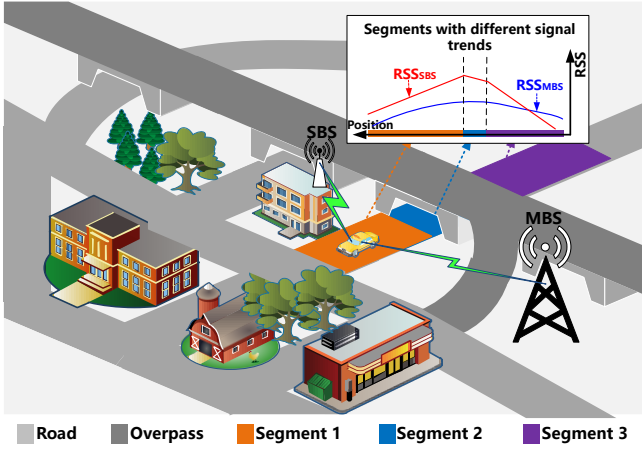 Segments with different signal
trends
RSSSBS
RSSMBS
RSS
Position
SBS
MBS
Road
Overpass
Segment 1
Segment 2
Segment 3